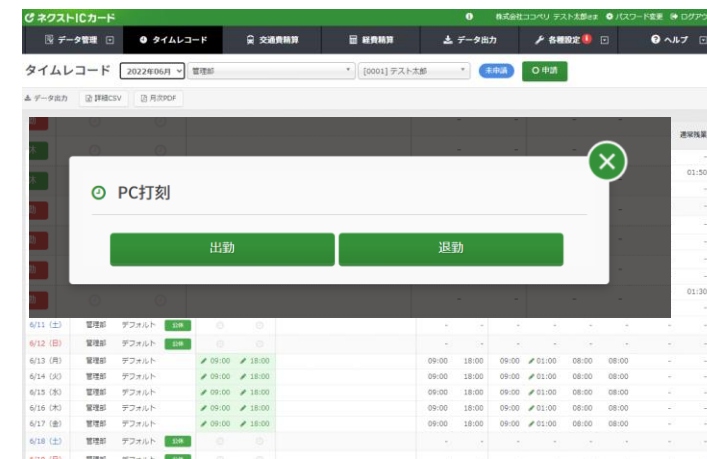 ネクストICカード
株式会社コンベリ テスト太郎さま パスワード変更 ログアウ
データ管理 タイムレコード 交通費精算 経費精算 データ出力 各種設定 ヘルプ
タイムレコード 2022年06月 管理部 [0001] テスト太郎 未申請 申請
データ出力 詳細CSV 月次PDF
通常残業
01:50
PC打刻
出勤 退勤
01:30
6/11 (土) 管理部 デフォルト 公休 - - - - - - - -
6/12 (日) 管理部 デフォルト 公休 - - - - - - - -
6/13 (月) 管理部 デフォルト 09:00 18:00 09:00 18:00 09:00 01:00 08:00 08:00 - -
6/14 (火) 管理部 デフォルト 09:00 18:00 09:00 18:00 09:00 01:00 08:00 08:00 - -
6/15 (水) 管理部 デフォルト 09:00 18:00 09:00 18:00 09:00 01:00 08:00 08:00 - -
6/16 (木) 管理部 デフォルト 09:00 18:00 09:00 18:00 09:00 01:00 08:00 08:00 - -
6/17 (金) 管理部 デフォルト 09:00 18:00 09:00 18:00 09:00 01:00 08:00 08:00 - -
6/18 (土) 管理部 デフォルト 公休 - - - - - - - -